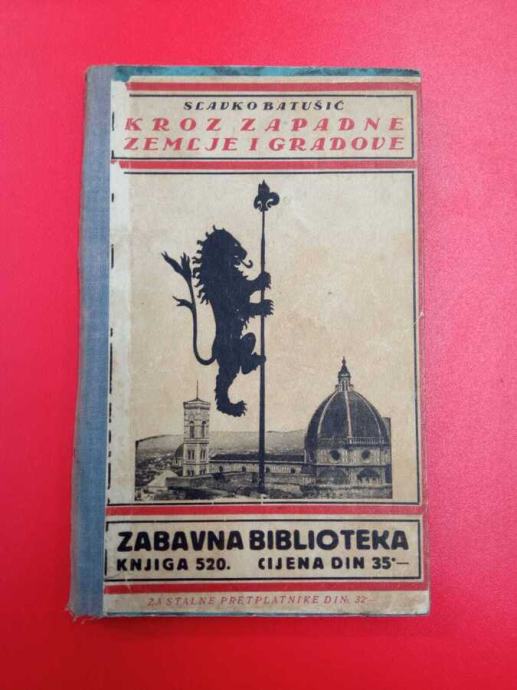 SLAVKO BATUŠIĆ
KROZ ZAPADNE
ZEMLJE I GRADOVE
ZABAVNA BIBLIOTEKA
KNJIGA 520. CIJENA DIN 35·—
ZA STALNE PRETPLATNIKE DIN. 32·—